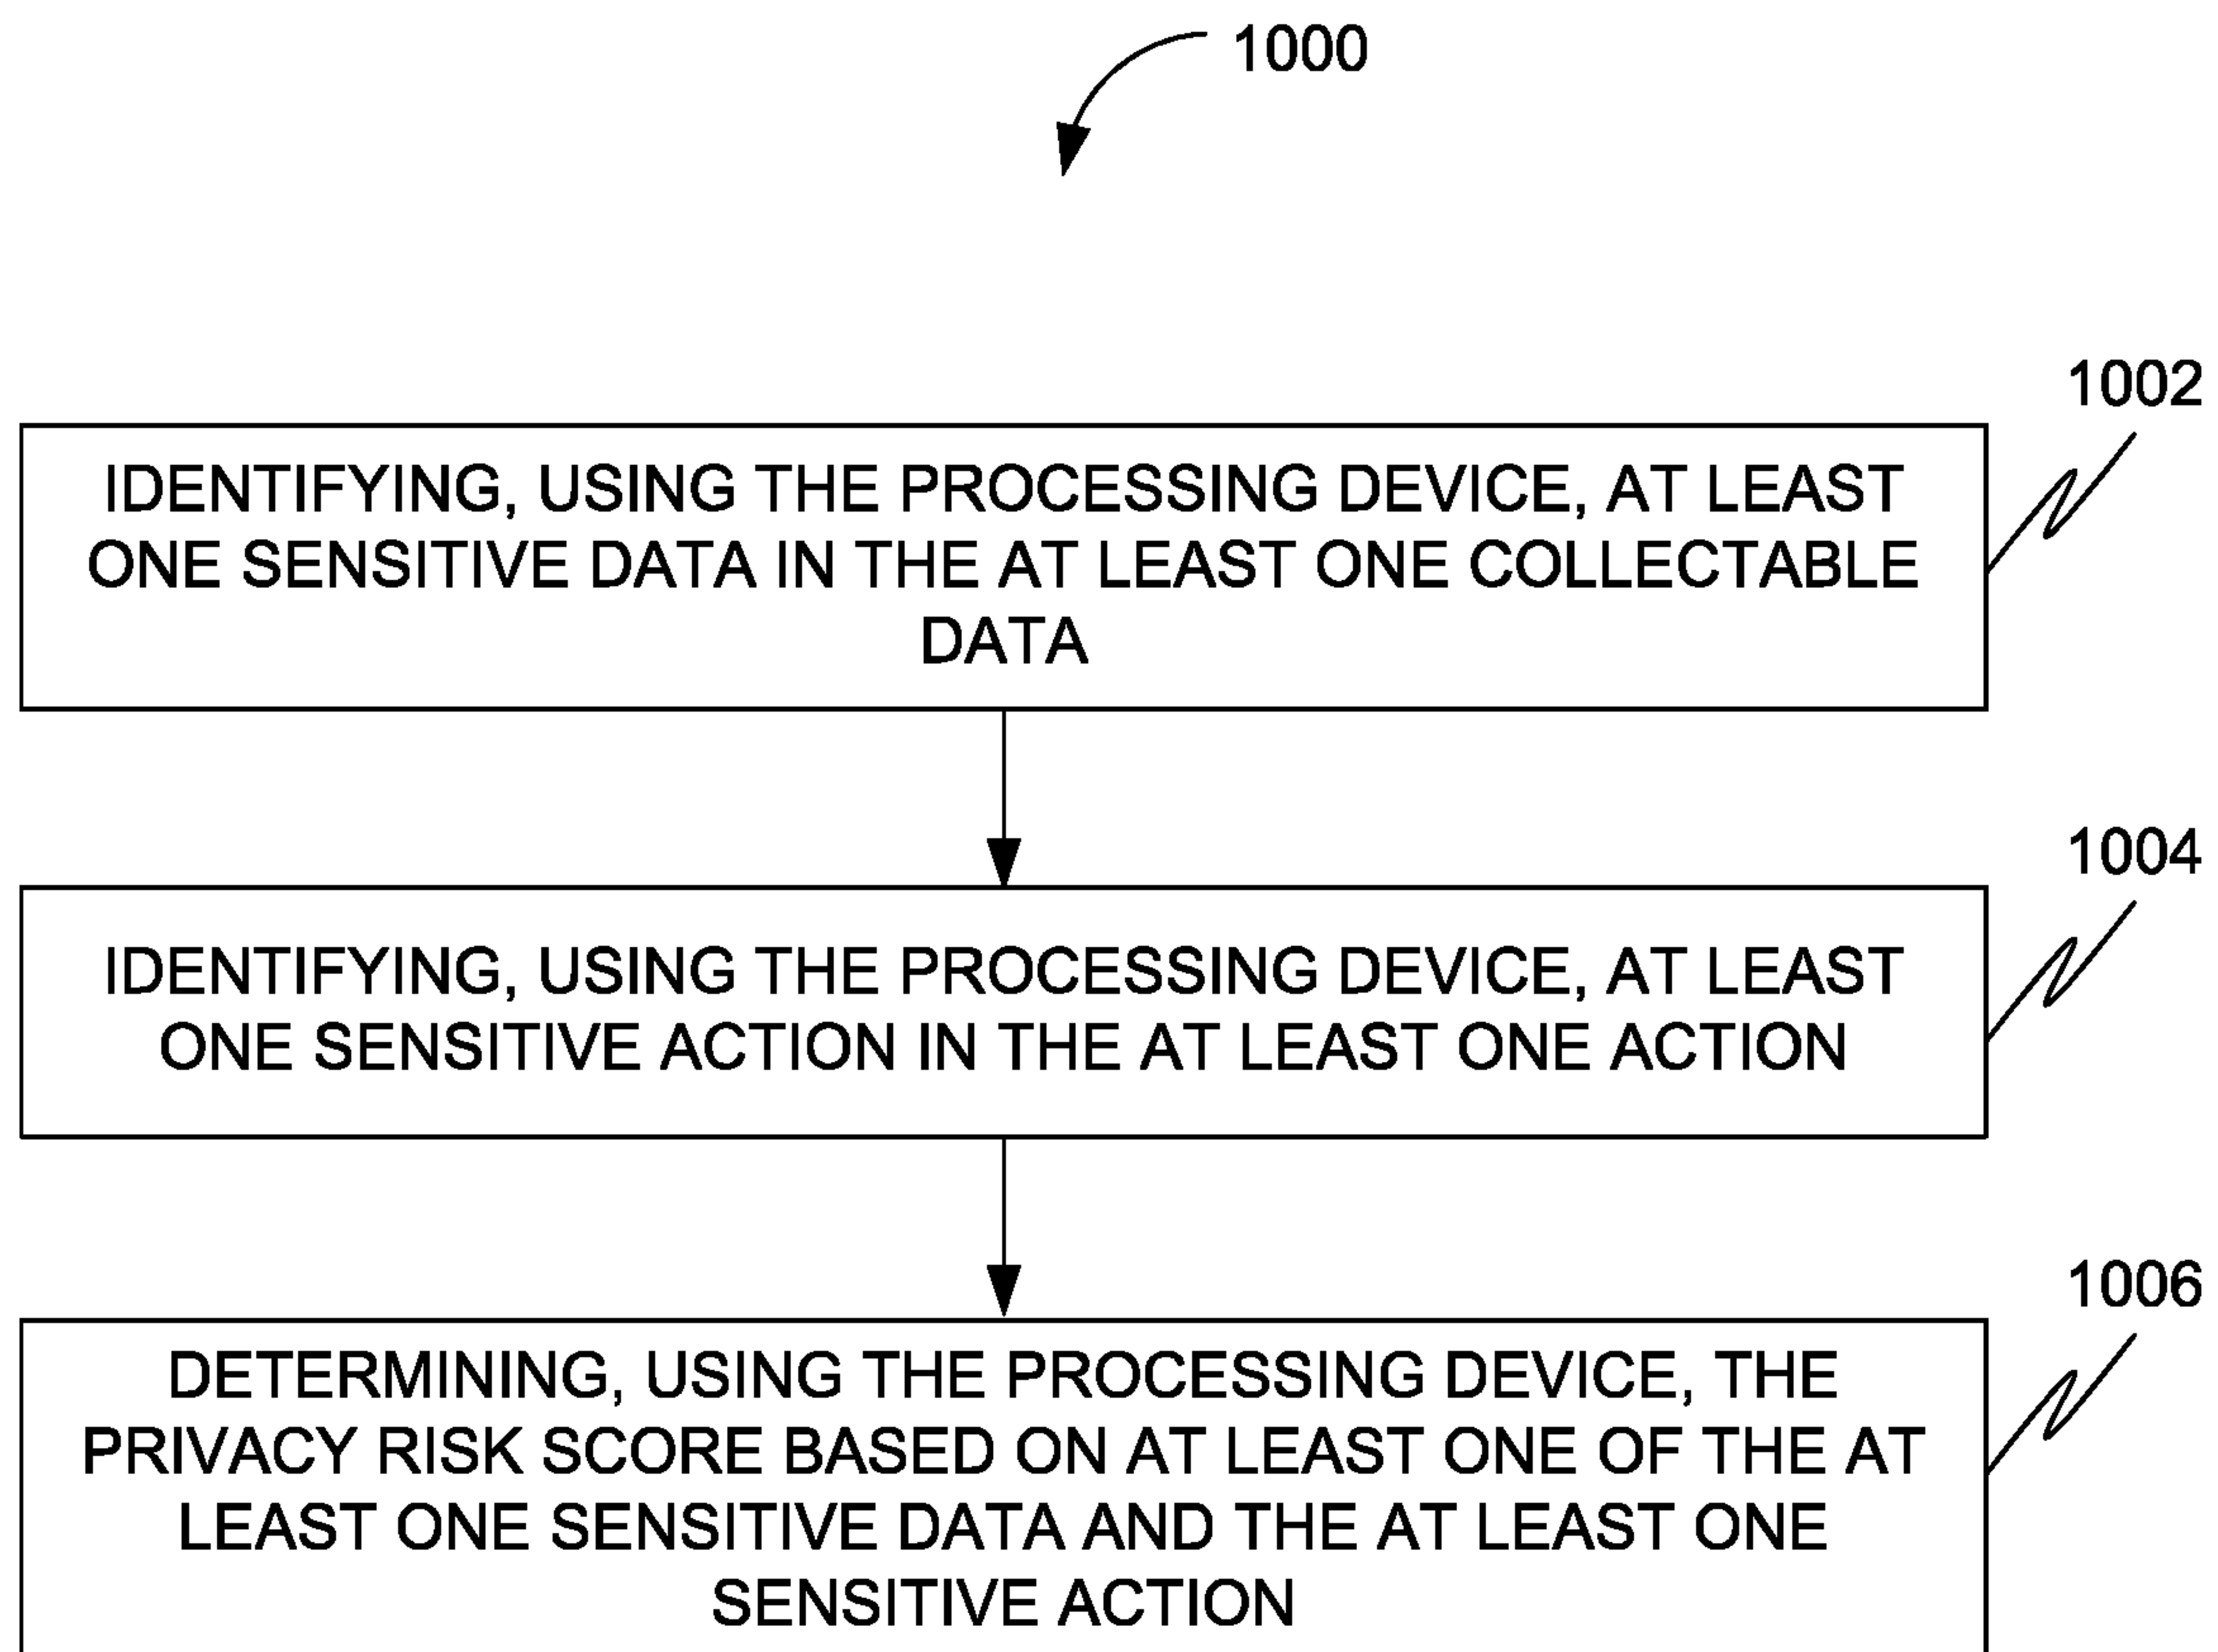 1000
1002
IDENTIFYING, USING THE PROCESSING DEVICE, AT LEAST
ONE SENSITIVE DATA IN THE AT LEAST ONE COLLECTABLE
DATA
1004
IDENTIFYING, USING THE PROCESSING DEVICE, AT LEAST
ONE SENSITIVE ACTION IN THE AT LEAST ONE ACTION
1006
DETERMINING, USING THE PROCESSING DEVICE, THE
PRIVACY RISK SCORE BASED ON AT LEAST ONE OF THE AT
LEAST ONE SENSITIVE DATA AND THE AT LEAST ONE
SENSITIVE ACTION